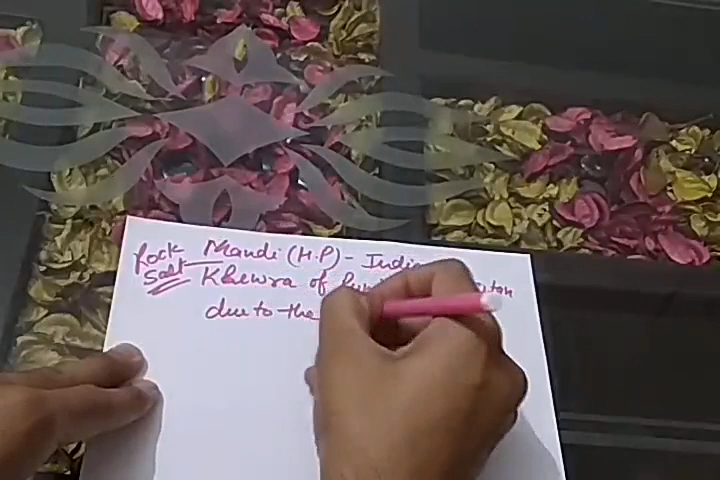 Rock
Salt
Mandi (H.P) - India
Khewra of
due to the